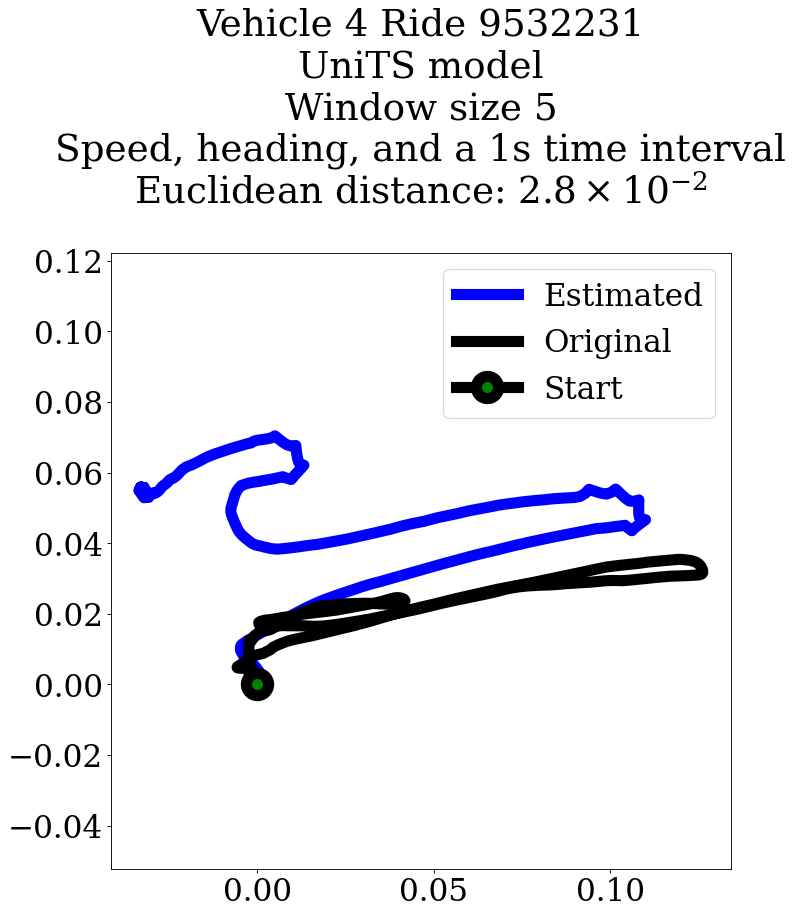 Vehicle 4 Ride 9532231
UniTS model
Window size 5
Speed, heading, and a 1s time interval
Euclidean distance: 2.8 × 10⁻²
Estimated
Original
Start
0.12
0.10
0.08
0.06
0.04
0.02
0.00
−0.02
−0.04
0.00 0.05 0.10